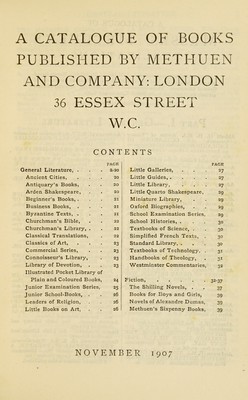 A CATALOGUE OF BOOKS
PUBLISHED BY METHUEN
AND COMPANY: LONDON
36 ESSEX STREET
W.C.
CONTENTS
PAGE
General Literature, . . . 2-20
Ancient Cities, . . . 20
Antiquary's Books, . . . 20
Arden Shakespeare, . . . 20
Beginner's Books, . . . 21
Business Books, . . . 21
Byzantine Texts, . . . 21
Churchman's Bible, . . . 22
Churchman's Library, . . . 22
Classical Translations, . . . 22
Classics of Art, . . . 23
Commercial Series, . . . 23
Connoisseur's Library, . . . 23
Library of Devotion, . . . 23
Illustrated Pocket Library of
Plain and Coloured Books, 24
Junior Examination Series, 25
Junior School-Books, . . 26
Leaders of Religion, . . . 26
Little Books on Art, . . . 26
PAGE
Little Galleries, . . . 27
Little Guides, . . . 27
Little Library, . . . 27
Little Quarto Shakespeare, 29
Miniature Library, . . . 29
Oxford Biographies, . . . 29
School Examination Series, 29
School Histories, . . . 30
Textbooks of Science, . . 30
Simplified French Texts, . 30
Standard Library, . . . 30
Textbooks of Technology, . 31
Handbooks of Theology, . 31
Westminster Commentaries, 32
Fiction, . . . 32-37
The Shilling Novels, . . . 37
Books for Boys and Girls, 39
Novels of Alexandre Dumas, 39
Methuen's Sixpenny Books, 39
NOVEMBER 1907